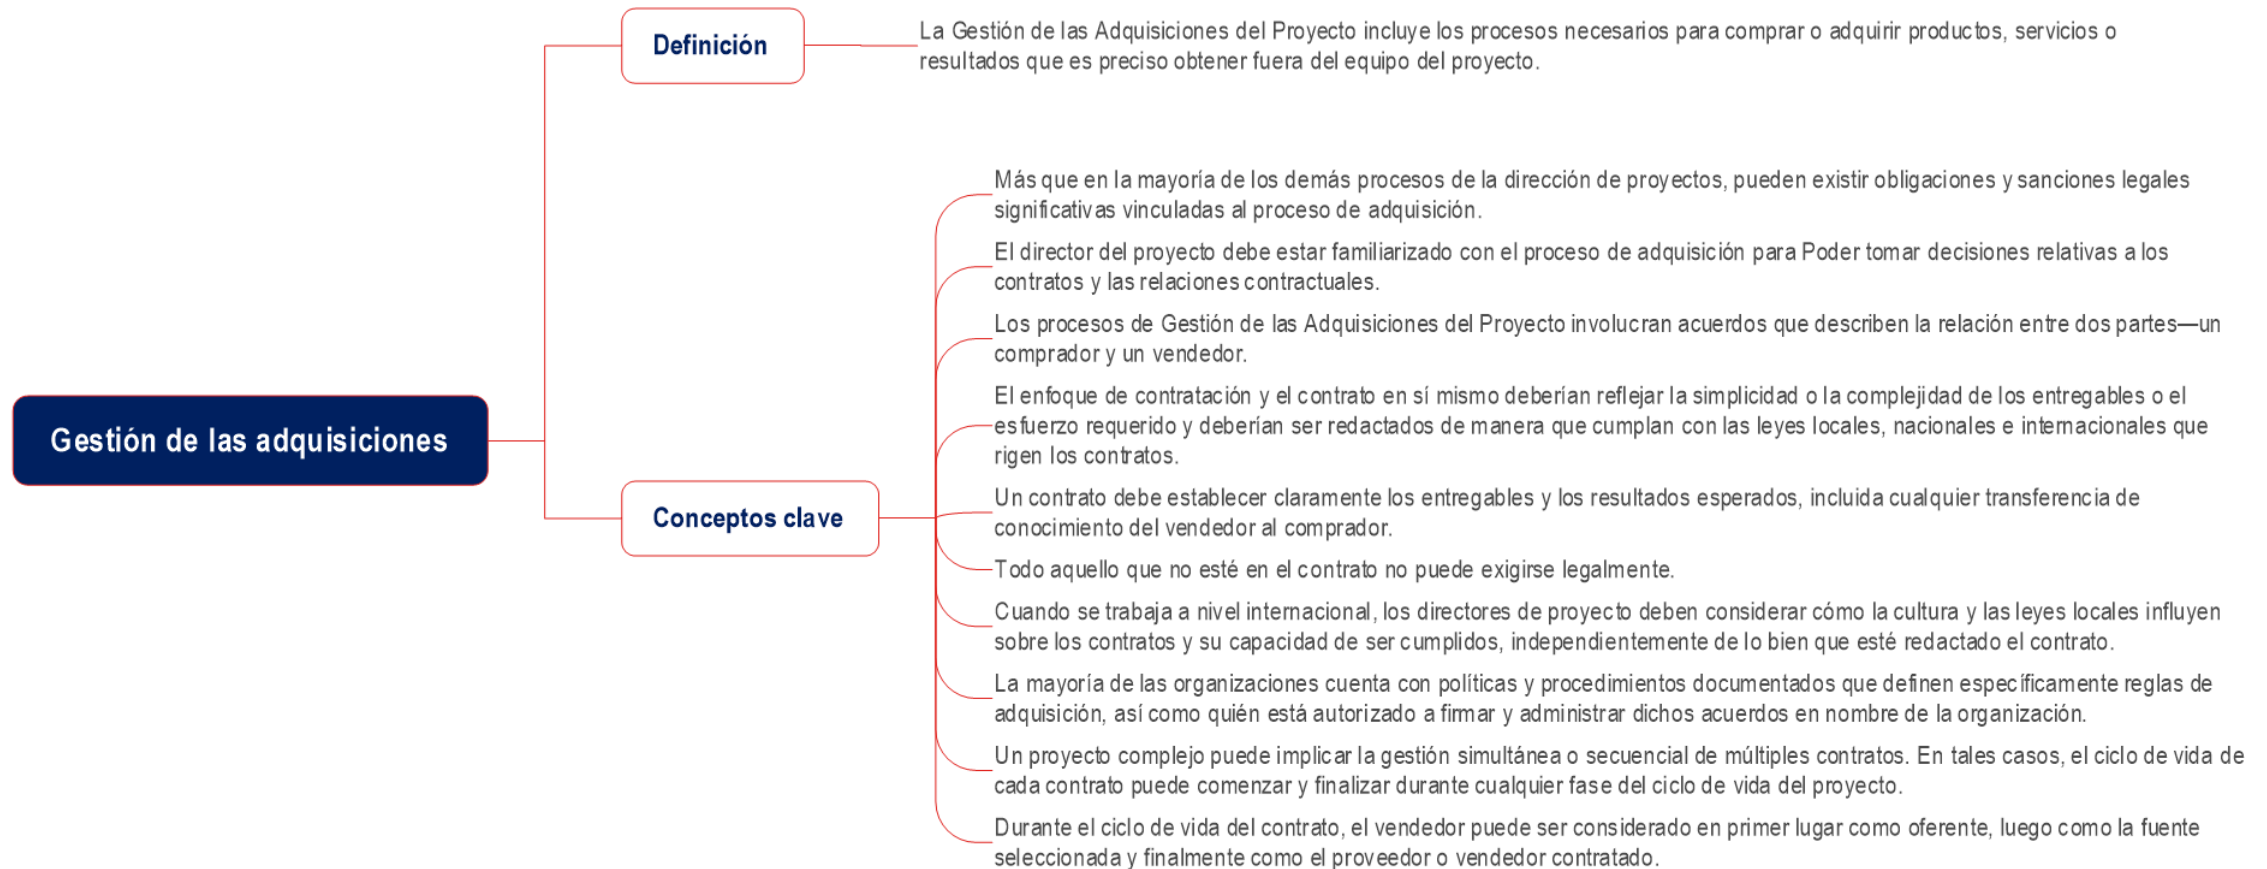 Definición
La Gestión de las Adquisiciones del Proyecto incluye los procesos necesarios para comprar o adquirir productos, servicios o
resultados que es preciso obtener fuera del equipo del proyecto.
Gestión de las adquisiciones
Conceptos clave
Más que en la mayoría de los demás procesos de la dirección de proyectos, pueden existir obligaciones y sanciones legales
significativas vinculadas al proceso de adquisición.
El director del proyecto debe estar familiarizado con el proceso de adquisición para Poder tomar decisiones relativas a los
contratos y las relaciones contractuales.
Los procesos de Gestión de las Adquisiciones del Proyecto involucran acuerdos que describen la relación entre dos partes—un
comprador y un vendedor.
El enfoque de contratación y el contrato en sí mismo deberían reflejar la simplicidad o la complejidad de los entregables o el
esfuerzo requerido y deberían ser redactados de manera que cumplan con las leyes locales, nacionales e internacionales que
rigen los contratos.
Un contrato debe establecer claramente los entregables y los resultados esperados, incluida cualquier transferencia de
conocimiento del vendedor al comprador.
Todo aquello que no esté en el contrato no puede exigirse legalmente.
Cuando se trabaja a nivel internacional, los directores de proyecto deben considerar cómo la cultura y las leyes locales influyen
sobre los contratos y su capacidad de ser cumplidos, independientemente de lo bien que esté redactado el contrato.
La mayoría de las organizaciones cuenta con políticas y procedimientos documentados que definen específicamente reglas de
adquisición, así como quién está autorizado a firmar y administrar dichos acuerdos en nombre de la organización.
Un proyecto complejo puede implicar la gestión simultánea o secuencial de múltiples contratos. En tales casos, el ciclo de vida de
cada contrato puede comenzar y finalizar durante cualquier fase del ciclo de vida del proyecto.
Durante el ciclo de vida del contrato, el vendedor puede ser considerado en primer lugar como oferente, luego como la fuente
seleccionada y finalmente como el proveedor o vendedor contratado.